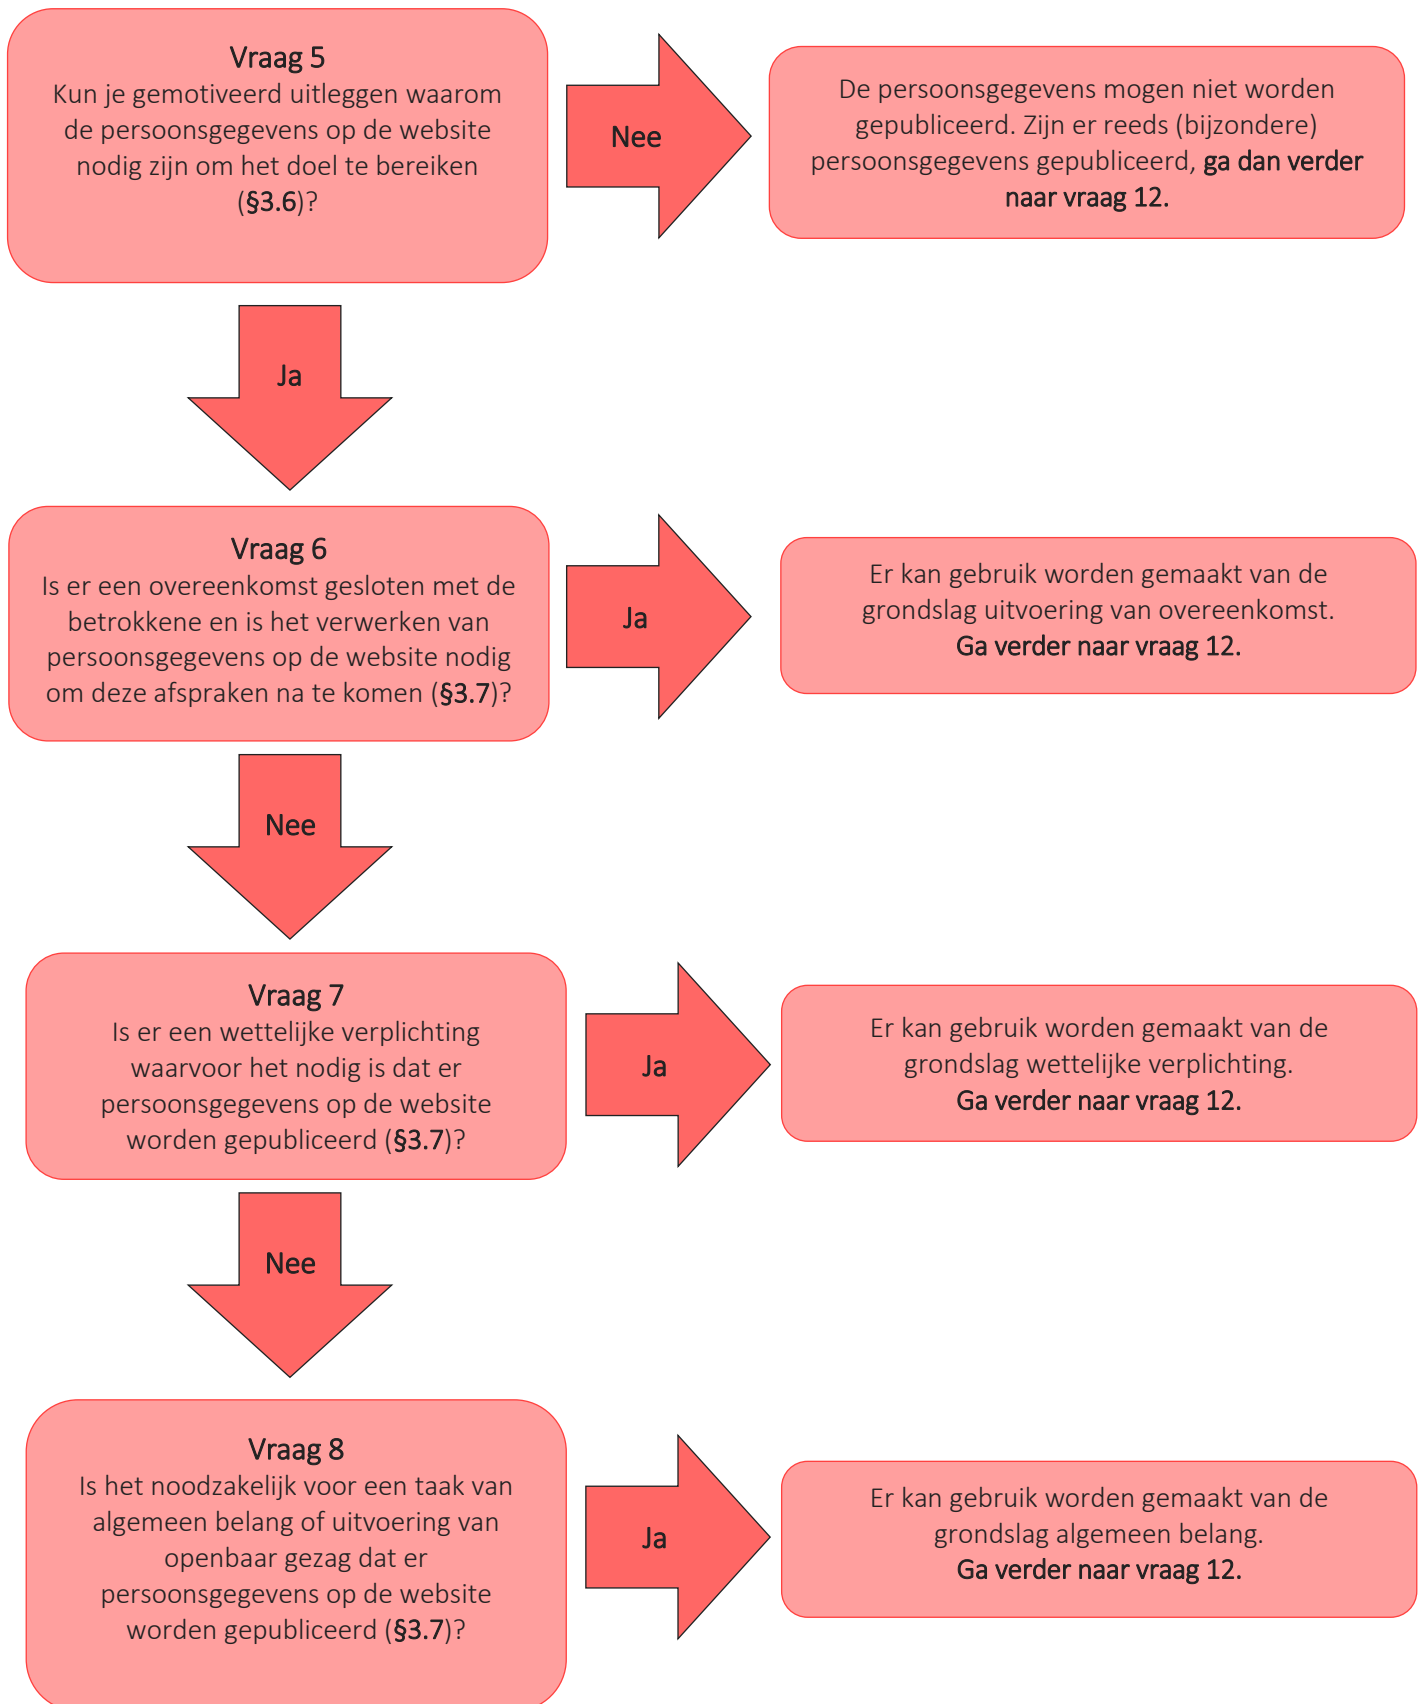 Vraag 5
Kun je gemotiveerd uitleggen waarom
de persoonsgegevens op de website
nodig zijn om het doel te bereiken
(§3.6)?
Nee
De persoonsgegevens mogen niet worden
gepubliceerd. Zijn er reeds (bijzondere)
persoonsgegevens gepubliceerd, ga dan verder
naar vraag 12.
Ja
Vraag 6
Is er een overeenkomst gesloten met de
betrokkene en is het verwerken van
persoonsgegevens op de website nodig
om deze afspraken na te komen (§3.7)?
Ja
Er kan gebruik worden gemaakt van de
grondslag uitvoering van overeenkomst.
Ga verder naar vraag 12.
Nee
Vraag 7
Is er een wettelijke verplichting
waarvoor het nodig is dat er
persoonsgegevens op de website
worden gepubliceerd (§3.7)?
Ja
Er kan gebruik worden gemaakt van de
grondslag wettelijke verplichting.
Ga verder naar vraag 12.
Nee
Vraag 8
Is het noodzakelijk voor een taak van
algemeen belang of uitvoering van
openbaar gezag dat er
persoonsgegevens op de website
worden gepubliceerd (§3.7)?
Ja
Er kan gebruik worden gemaakt van de
grondslag algemeen belang.
Ga verder naar vraag 12.